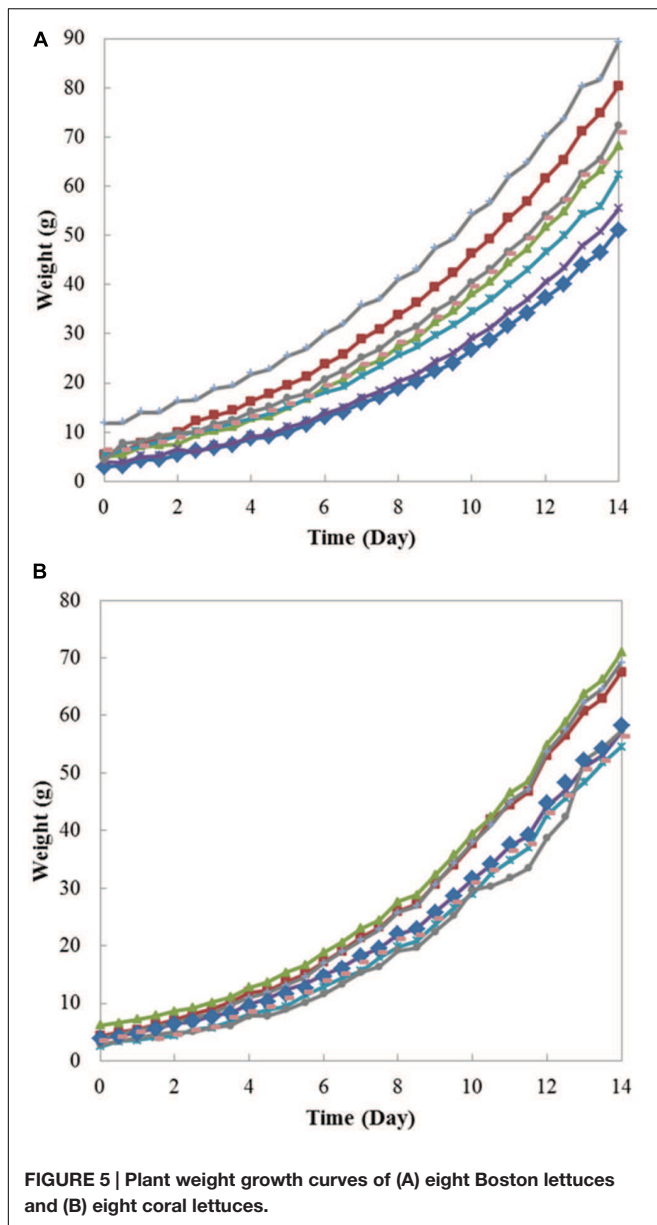 A
90
80
70
60
50
40
30
20
10
0
Weight (g)
0 2 4 6 8 10 12 14
Time (Day)
B
80
70
60
50
40
30
20
10
0
Weight (g)
0 2 4 6 8 10 12 14
Time (Day)
FIGURE 5 | Plant weight growth curves of (A) eight Boston lettuces
and (B) eight coral lettuces.